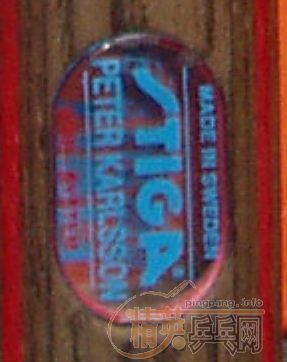 MADE IN SWEDEN
STIGA
PETER KARLSSON
pingpang.info
精英乒乓网